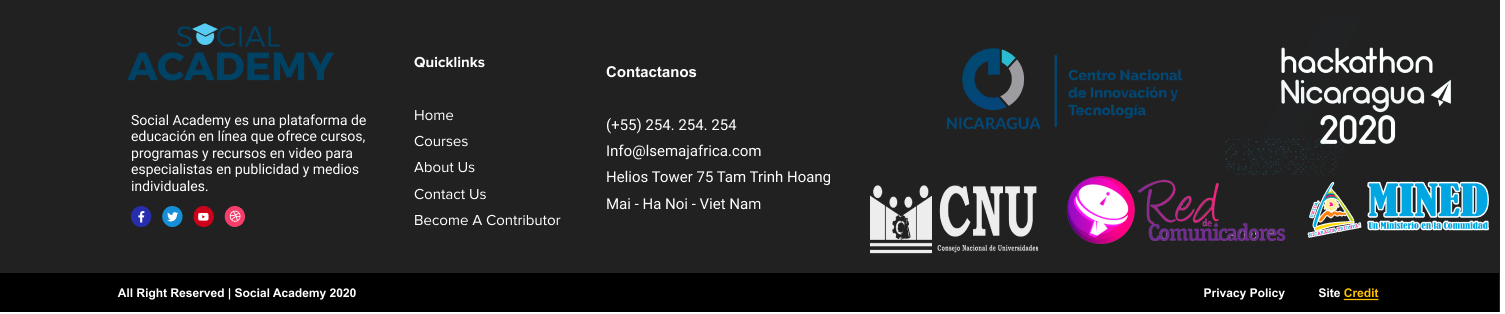 SOCIAL
ACADEMY
Social Academy es una plataforma de
educación en línea que ofrece cursos,
programas y recursos en video para
especialistas en publicidad y medios
individuales.
Quicklinks
Home
Courses
About Us
Contact Us
Become A Contributor
Contactanos
(+55) 254. 254. 254
Info@lsemajafrica.com
Helios Tower 75 Tam Trinh Hoang
Mai - Ha Noi - Viet Nam
NICARAGUA
Centro Nacional
de Innovación y
Tecnología
hackathon
Nicaragua
2020
CNU
Consejo Nacional de Universidades
Red
de
Comunicadores
MINED
Un Ministerio en la Comunidad
All Right Reserved | Social Academy 2020
Privacy Policy
Site Credit